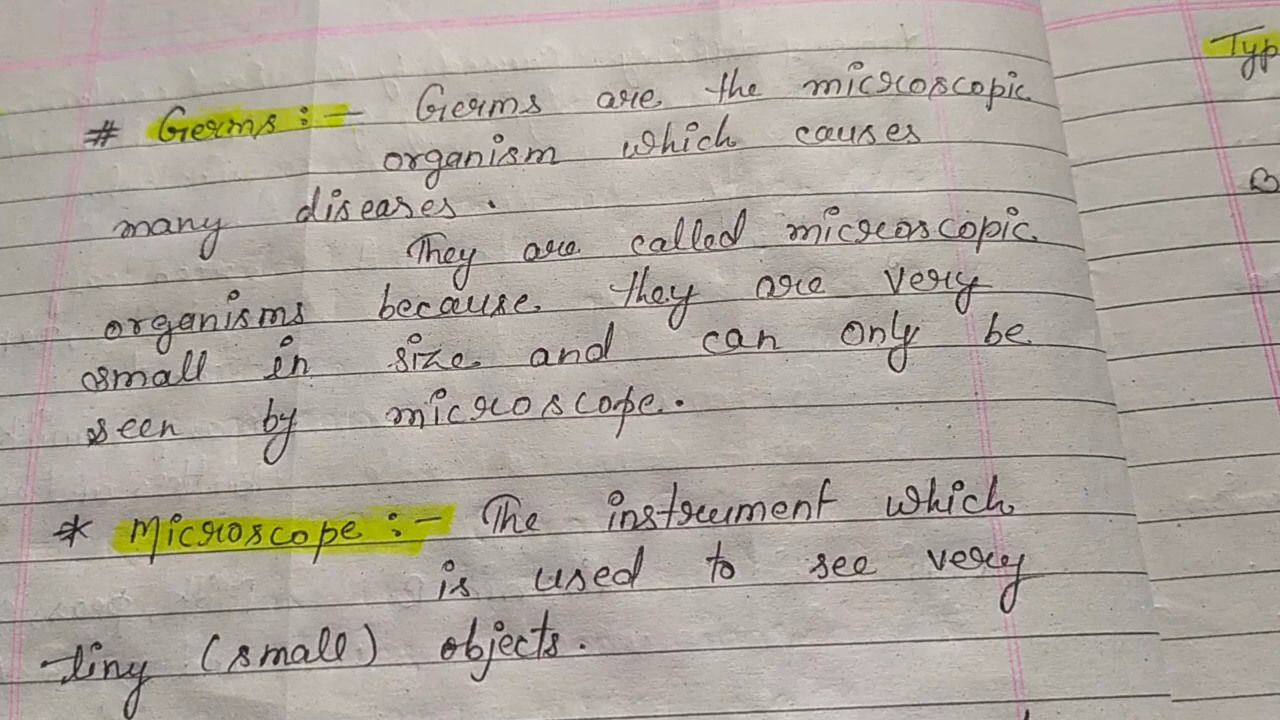 # Germs :- Germs are the microscopic
organism which causes
many diseases.
They are called microscopic
organisms because they are very
small in size and can only be
seen by microscope.
* Microscope :- The instrument which
is used to see very
tiny (small) objects.
Typ